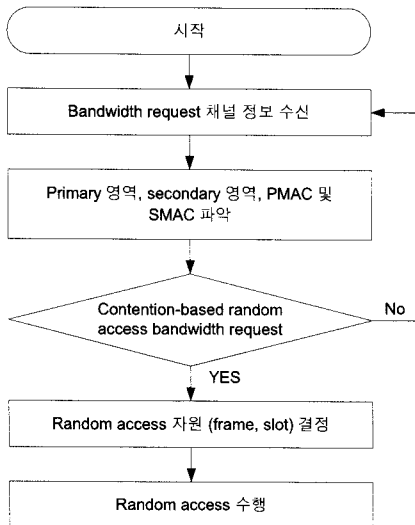 시작
Bandwidth request 채널 정보 수신
Primary 영역, secondary 영역, PMAC 및
SMAC 파악
Contention-based random
access bandwidth request
No
YES
Random access 자원 (frame, slot) 결정
Random access 수행